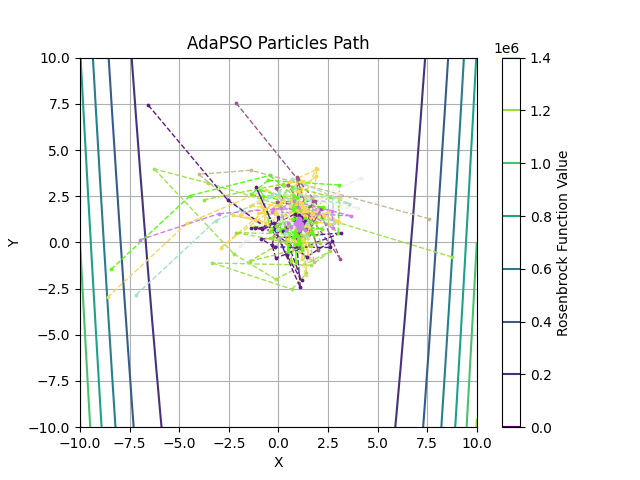 AdaPSO Particles Path
1e6
10.0
7.5
5.0
2.5
0.0
−2.5
−5.0
−7.5
−10.0
Y
−10.0 −7.5 −5.0 −2.5 0.0 2.5 5.0 7.5 10.0
X
1.4
1.2
1.0
0.8
0.6
0.4
0.2
0.0
Rosenbrock Function Value